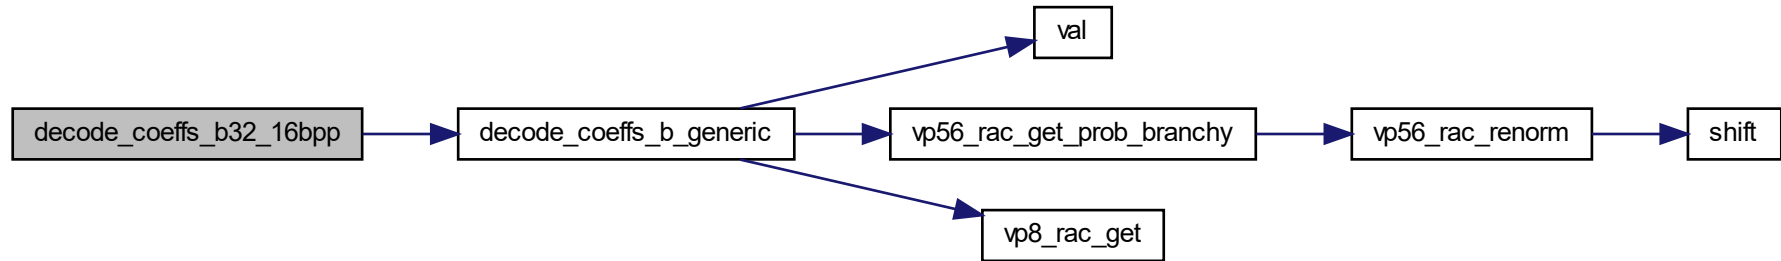 val
decode_coeffs_b32_16bpp
decode_coeffs_b_generic
vp56_rac_get_prob_branchy
vp56_rac_renorm
shift
vp8_rac_get